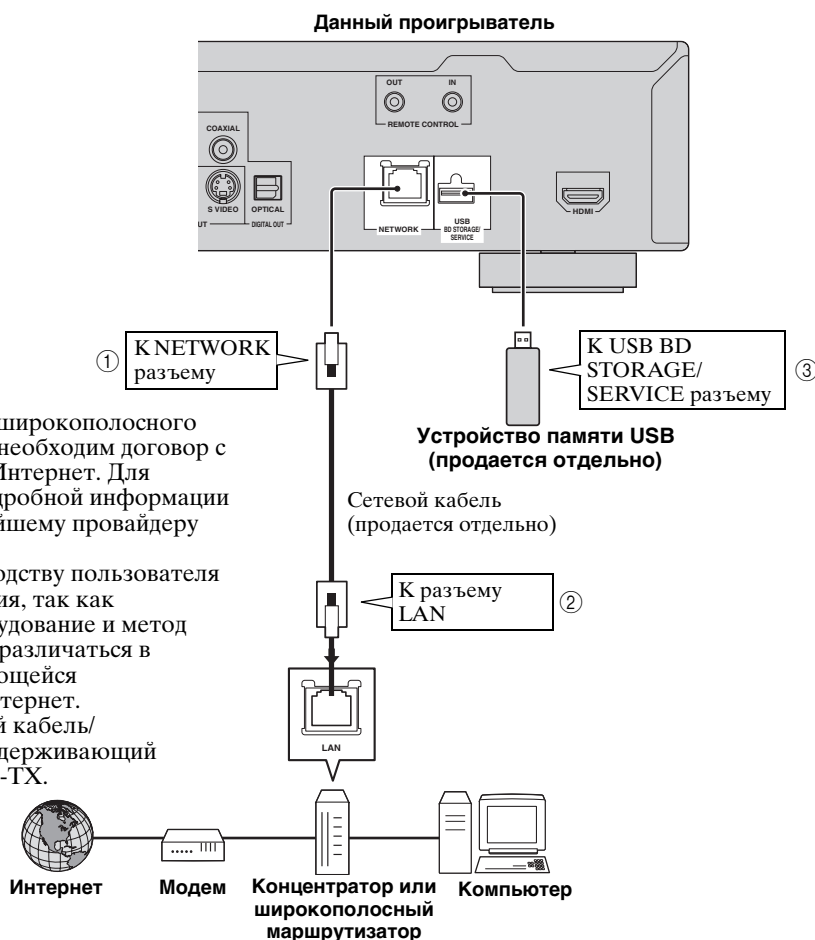 Данный проигрыватель
OUT
IN
REMOTE CONTROL
COAXIAL
S VIDEO
OPTICAL
UT
DIGITAL OUT
NETWORK
USB
BD STORAGE/
SERVICE
HDMI
①
К NETWORK
разъему
К USB BD
STORAGE/
SERVICE разъему
③
Устройство памяти USB
(продается отдельно)
широкополосного
необходим договор с
Интернет. Для
дробной информации
йшему провайдеру
одству пользователя
ия, так как
удование и метод
различаться в
ющейся
тернет.
й кабель/
держивающий
-TX.
Сетевой кабель
(продается отдельно)
К разъему
LAN
②
LAN
Интернет
Модем
Концентратор или
широкополосный
маршрутизатор
Компьютер